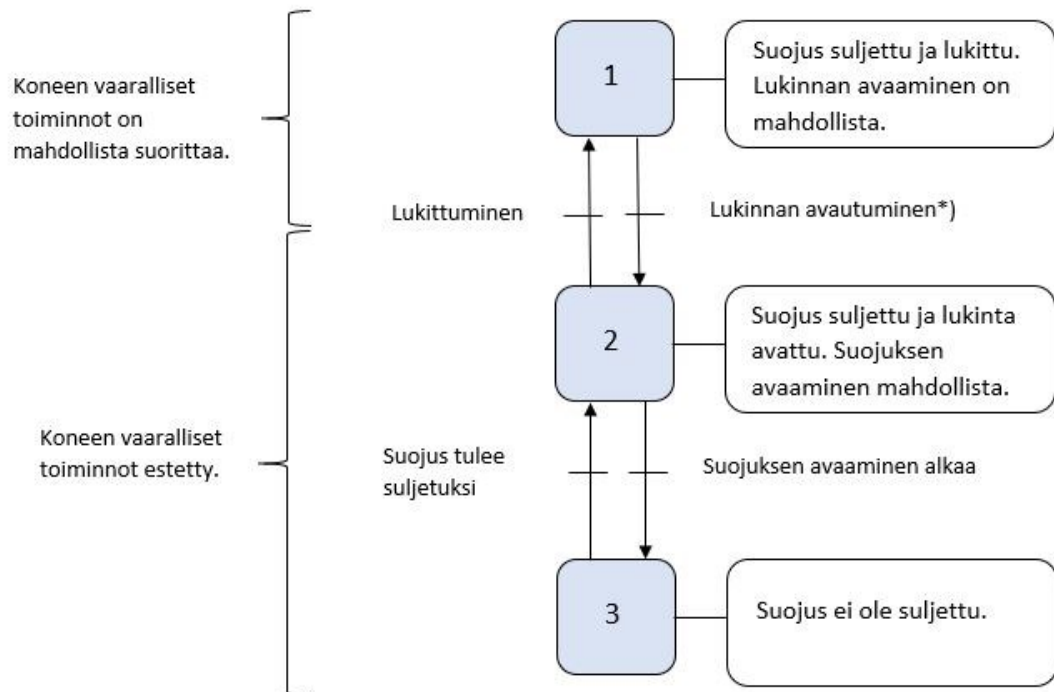 Koneen vaaralliset
toiminnot on
mahdollista suorittaa.
1
Suojus suljettu ja lukittu.
Lukinnan avaaminen on
mahdollista.
Lukittuminen
Lukinnan avautuminen*)
2
Suojus suljettu ja lukinta
avattu. Suojuksen
avaaminen mahdollista.
Koneen vaaralliset
toiminnot estetty.
Suojus tulee
suljetuksi
Suojuksen avaaminen alkaa
3
Suojus ei ole suljettu.